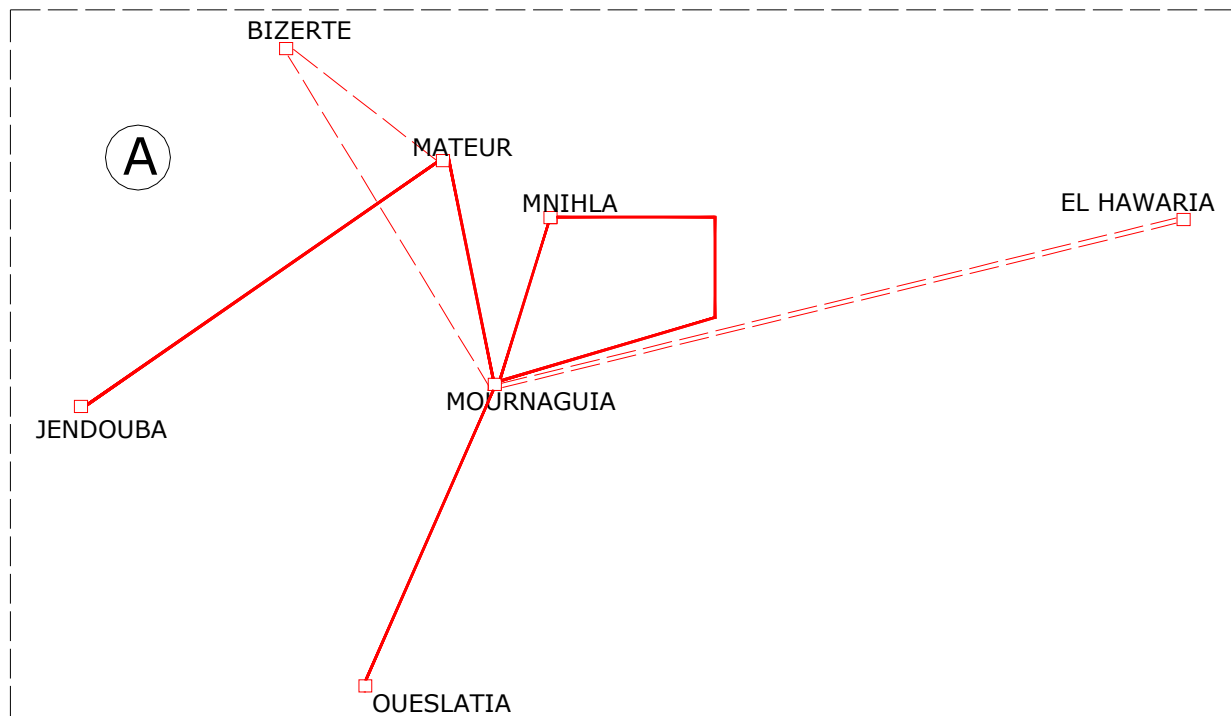 BIZERTE
A
MATEUR
MNIHLA
EL HAWARIA
MOURNAGUIA
JENDOUBA
OUESLATIA